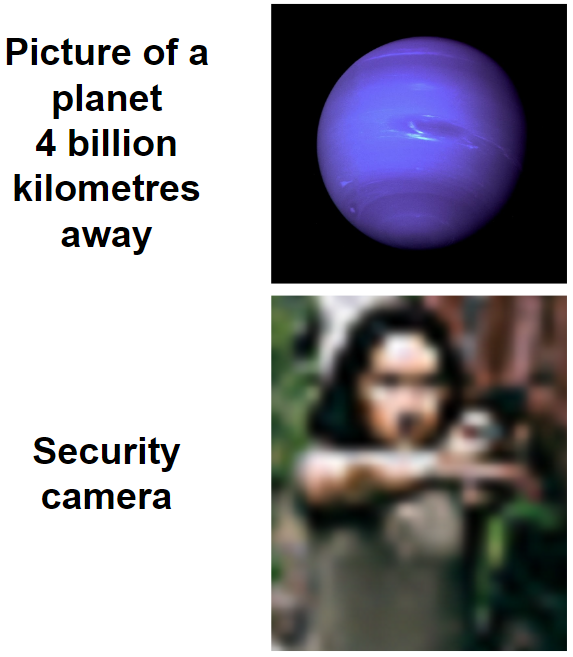 Picture of a
planet
4 billion
kilometres
away
Security
camera